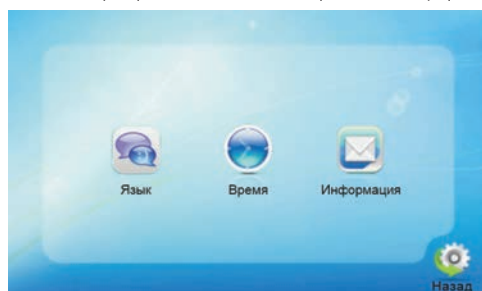 Язык Время Информация
Назад